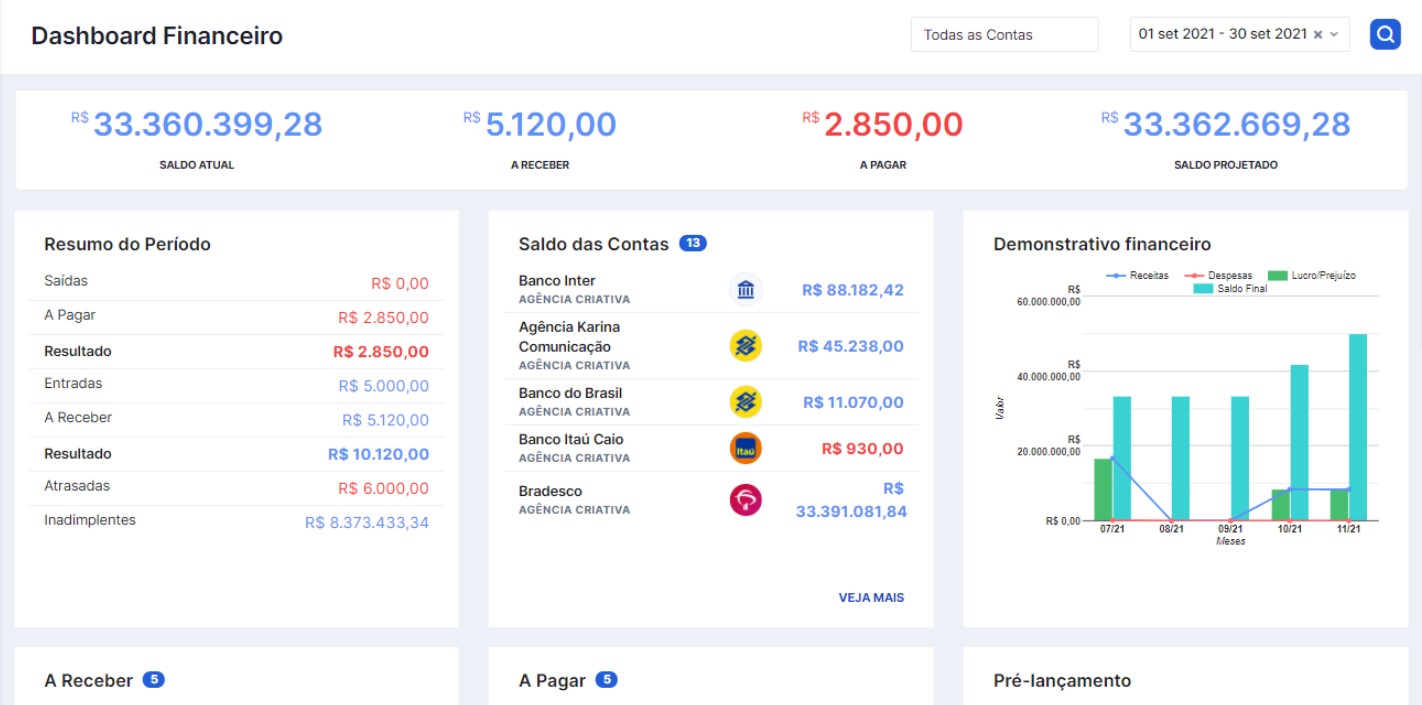 Dashboard Financeiro
Todas as Contas
01 set 2021 - 30 set 2021
R$ 33.360.399,28
SALDO ATUAL
R$ 5.120,00
A RECEBER
R$ 2.850,00
A PAGAR
R$ 33.362.669,28
SALDO PROJETADO
Resumo do Período
Saídas R$ 0,00
A Pagar R$ 2.850,00
Resultado R$ 2.850,00
Entradas R$ 5.000,00
A Receber R$ 5.120,00
Resultado R$ 10.120,00
Atrasadas R$ 6.000,00
Inadimplentes R$ 8.373.433,34
Saldo das Contas 13
Banco Inter
AGÊNCIA CRIATIVA
R$ 88.182,42
Agência Karina
Comunicação
AGÊNCIA CRIATIVA
R$ 45.238,00
Banco do Brasil
AGÊNCIA CRIATIVA
R$ 11.070,00
Banco Itaú Caio
AGÊNCIA CRIATIVA
Itaú
R$ 930,00
Bradesco
AGÊNCIA CRIATIVA
R$
33.391.081,84
VEJA MAIS
Demonstrativo financeiro
Receitas Despesas Lucro/Prejuízo
Saldo Final
R$
60.000.000,00
R$
40.000.000,00
R$
20.000.000,00
R$ 0,00
Valor
07/21 08/21 09/21 10/21 11/21
Meses
A Receber 5
A Pagar 5
Pré-lançamento